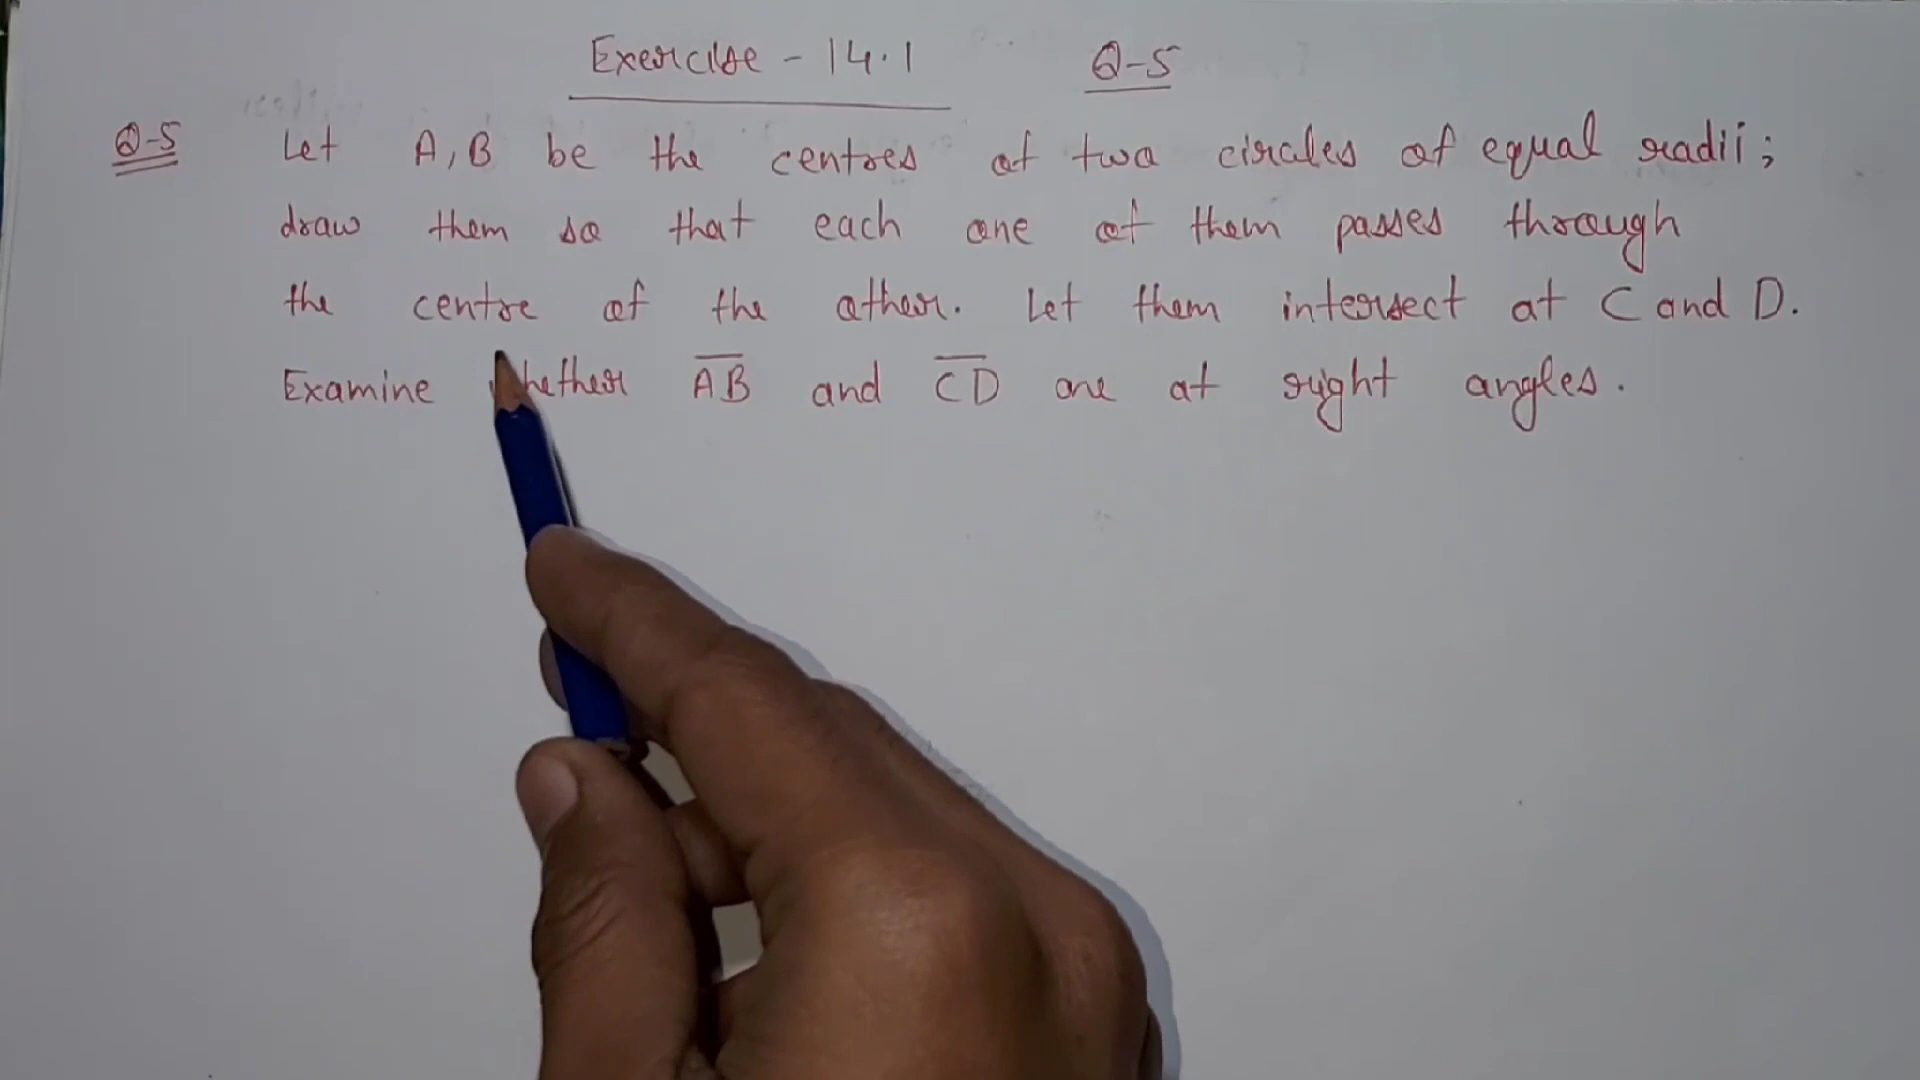 Exercise - 14.1 Q-5
Q-5 Let A, B be the centres of two circles of equal radii;
draw them so that each one of them passes through
the centre of the other. Let them intersect at C and D.
Examine whether A̅B̅ and C̅D̅ are at right angles.